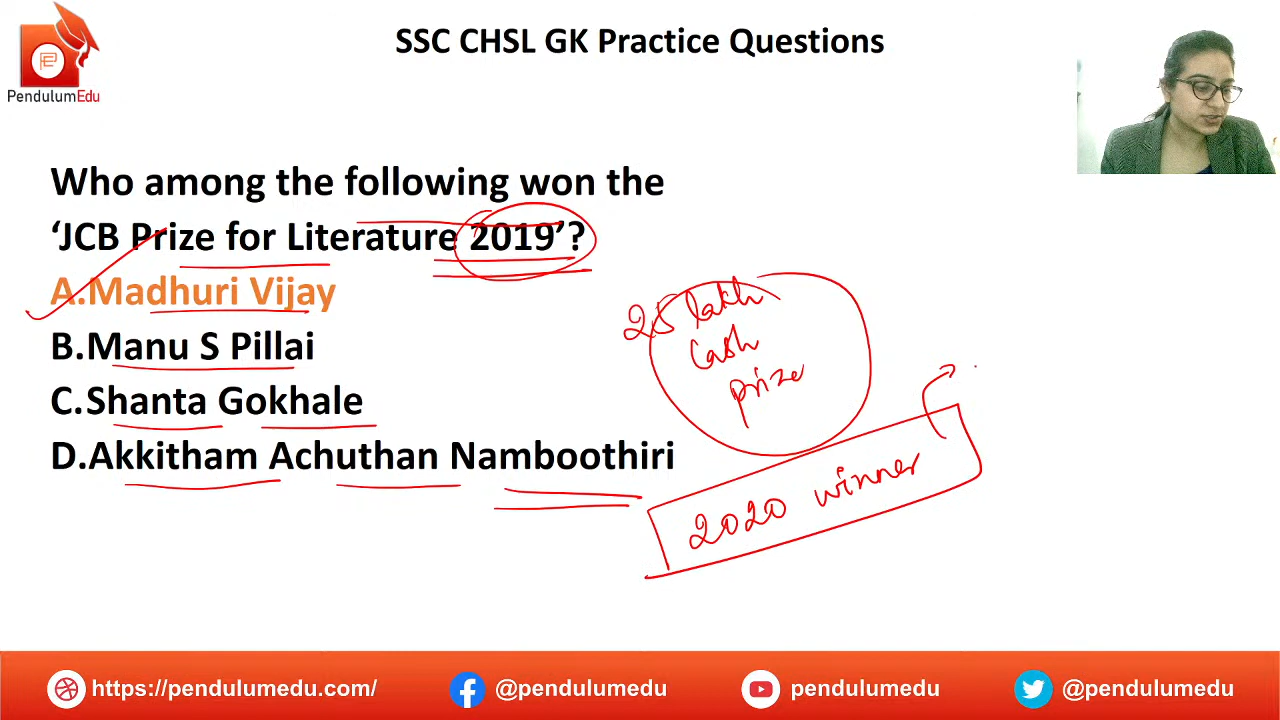 SSC CHSL GK Practice Questions
PendulumEdu
Who among the following won the
‘JCB Prize for Literature 2019’?
A.Madhuri Vijay
B.Manu S Pillai
C.Shanta Gokhale
D.Akkitham Achuthan Namboothiri
25 lakh
Cash
prize
2020 winner
https://pendulumedu.com/
@pendulumedu
pendulumedu
@pendulumedu